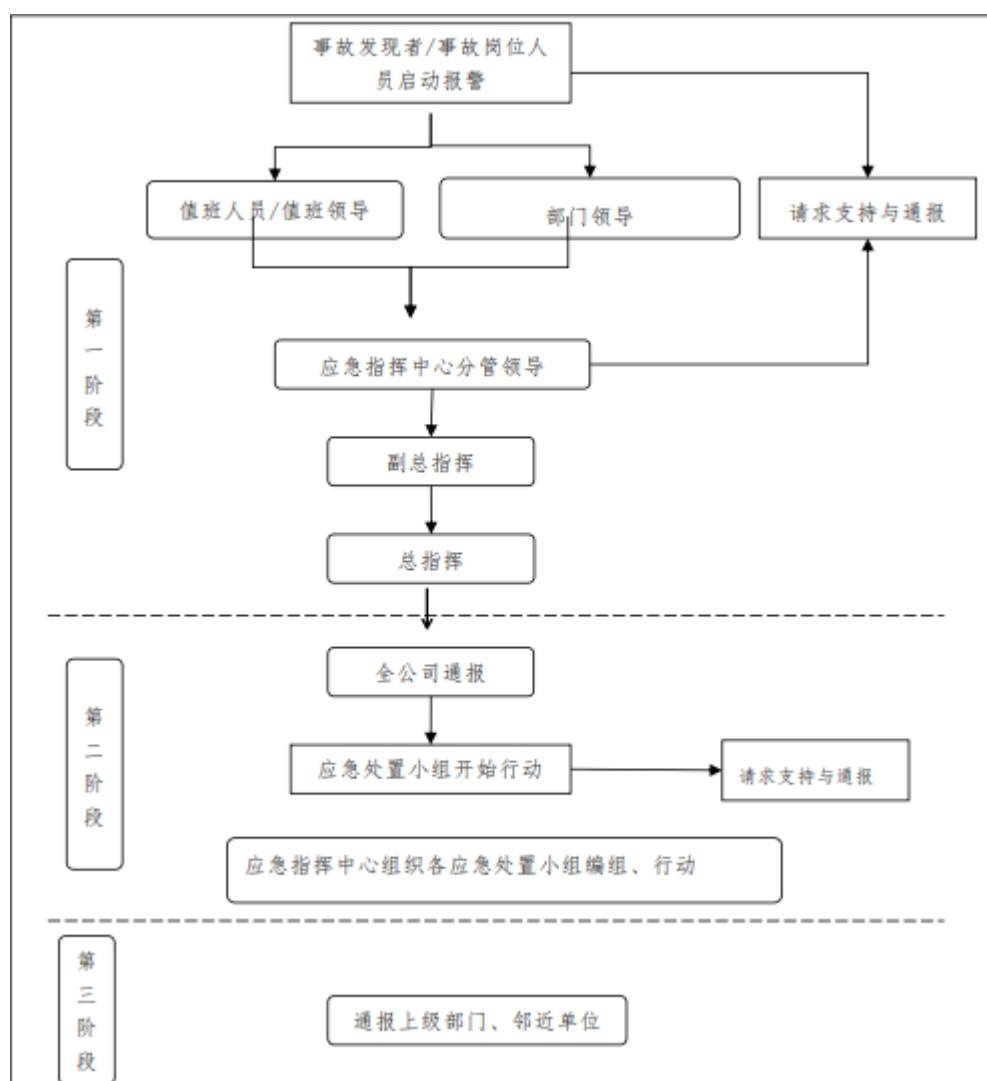 事故发现者/事故岗位人
员启动报警
值班人员/值班领导
部门领导
请求支持与通报
第
一
阶
段
应急指挥中心分管领导
副总指挥
总指挥
全公司通报
第
二
阶
段
应急处置小组开始行动
请求支持与通报
应急指挥中心组织各应急处置小组编组、行动
第
三
阶
段
通报上级部门、邻近单位